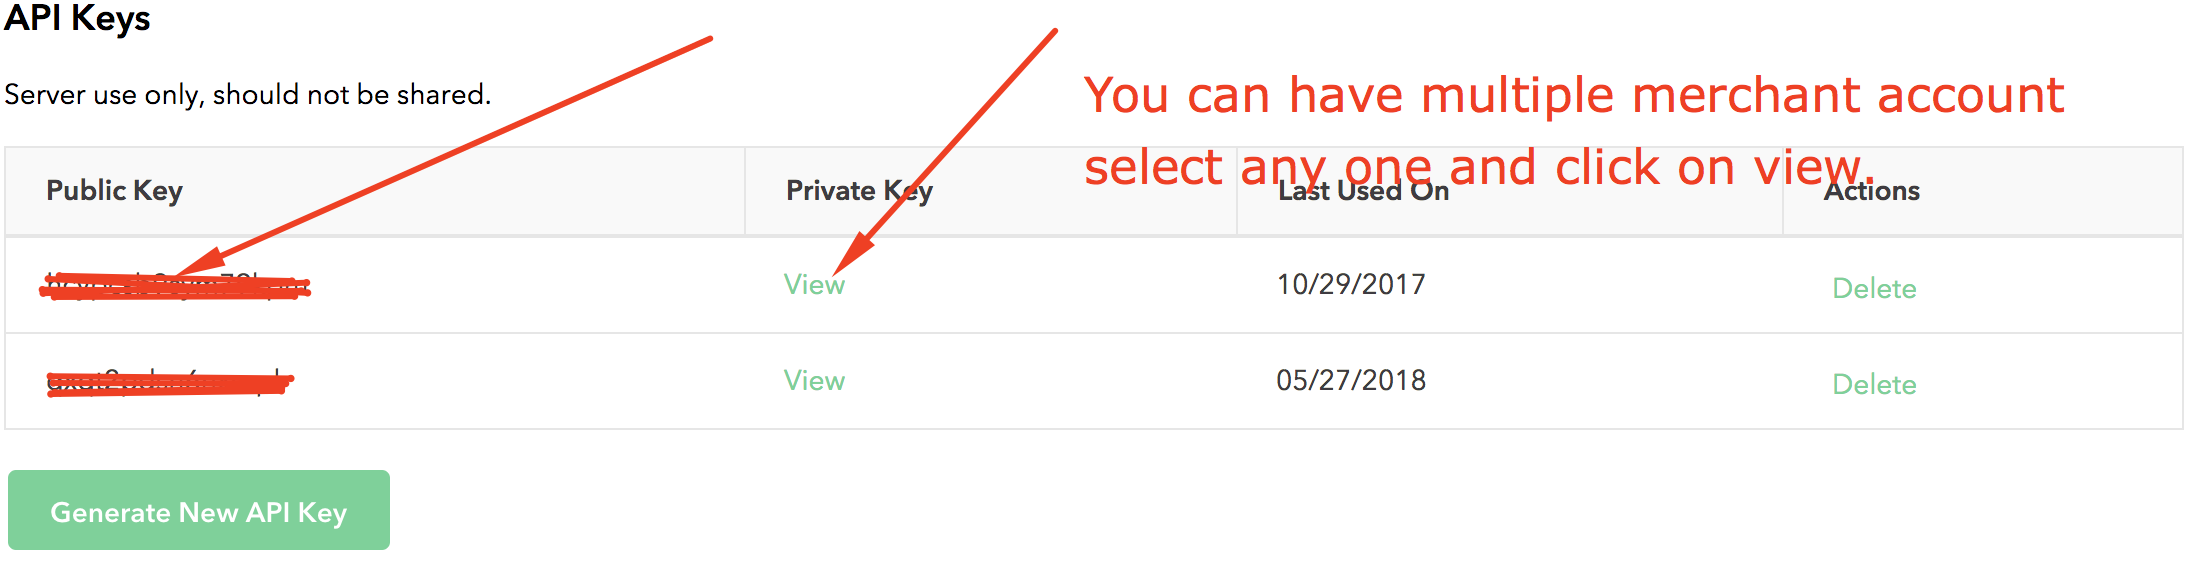 API Keys
Server use only, should not be shared.
You can have multiple merchant account
select any one and click on view.
Public Key Private Key Last Used On Actions
View 10/29/2017 Delete
View 05/27/2018 Delete
Generate New API Key